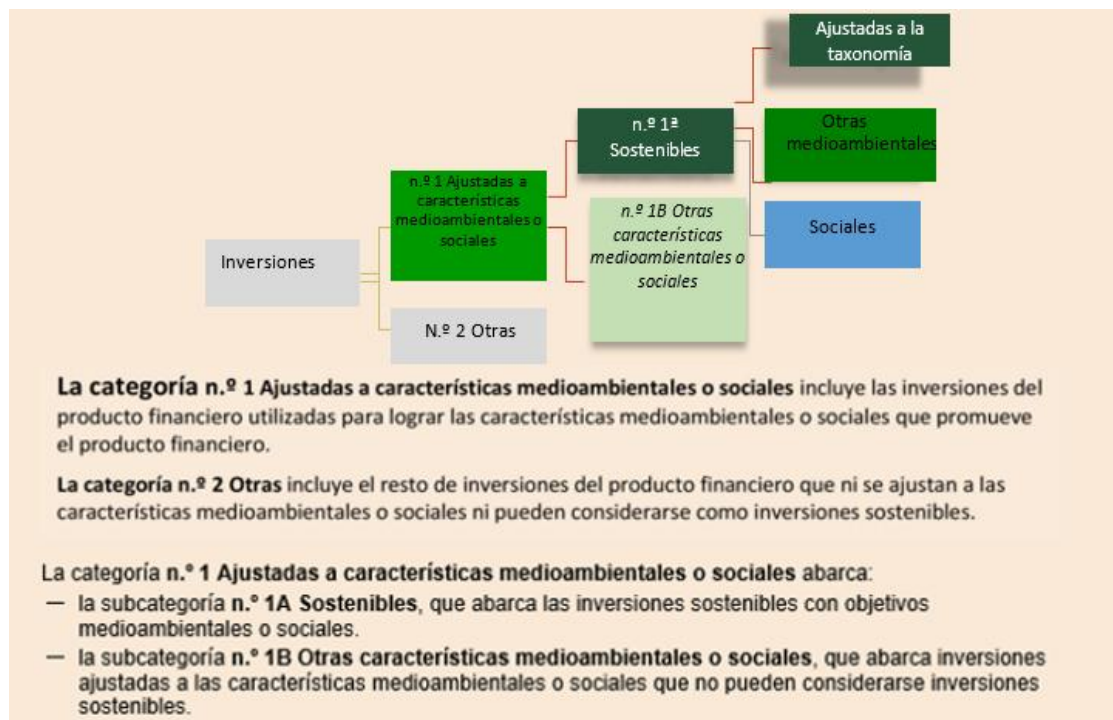 Ajustadas a la
taxonomía
n.º 1ª
Sostenibles
Otras
medioambientales
n.º 1 Ajustadas a
características
medioambientales o
sociales
n.º 1B Otras
características
medioambientales o
sociales
Sociales
Inversiones
N.º 2 Otras
La categoría n.º 1 Ajustadas a características medioambientales o sociales incluye las inversiones del
producto financiero utilizadas para lograr las características medioambientales o sociales que promueve
el producto financiero.
La categoría n.º 2 Otras incluye el resto de inversiones del producto financiero que ni se ajustan a las
características medioambientales o sociales ni pueden considerarse como inversiones sostenibles.
La categoría n.º 1 Ajustadas a características medioambientales o sociales abarca:
— la subcategoría n.º 1A Sostenibles, que abarca las inversiones sostenibles con objetivos
medioambientales o sociales.
— la subcategoría n.º 1B Otras características medioambientales o sociales, que abarca inversiones
ajustadas a las características medioambientales o sociales que no pueden considerarse inversiones
sostenibles.